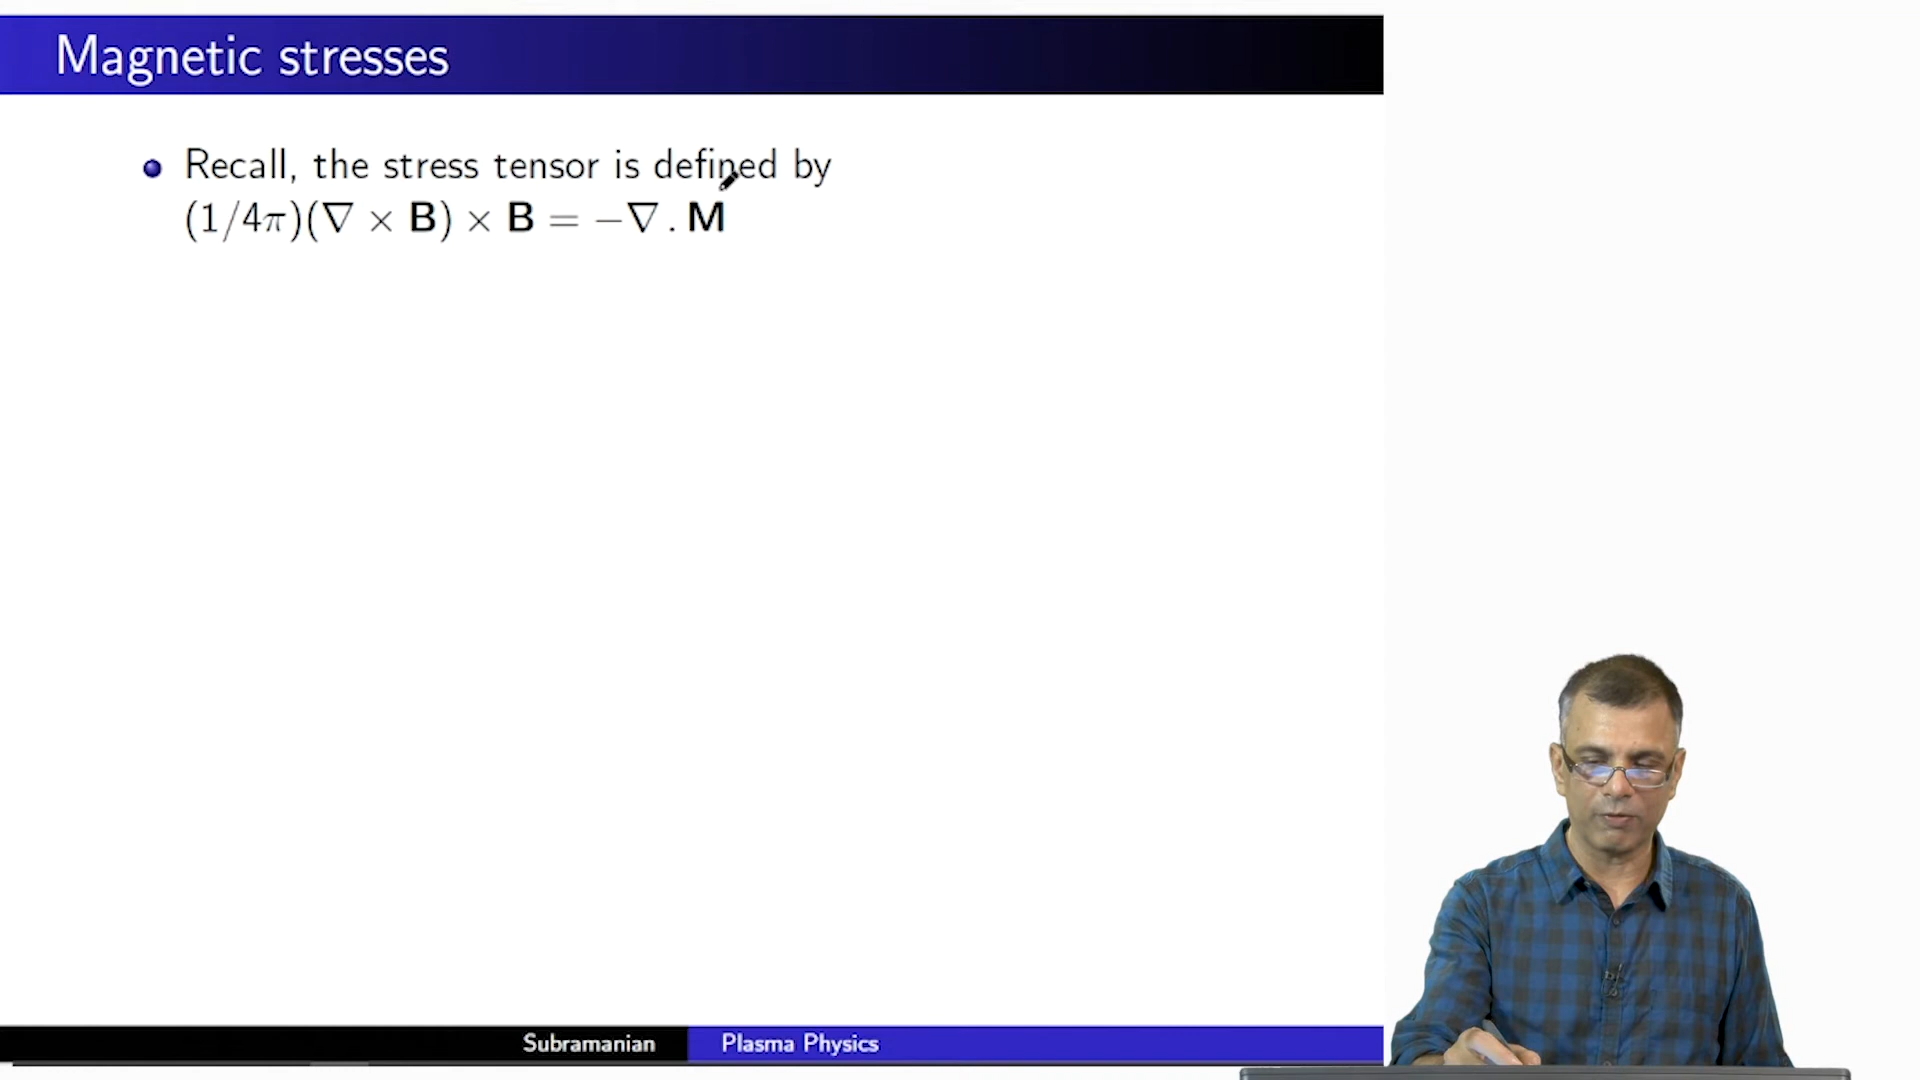 Magnetic stresses
Recall, the stress tensor is defined by
(1/4π)(∇ × B) × B = −∇ . M
Subramanian Plasma Physics